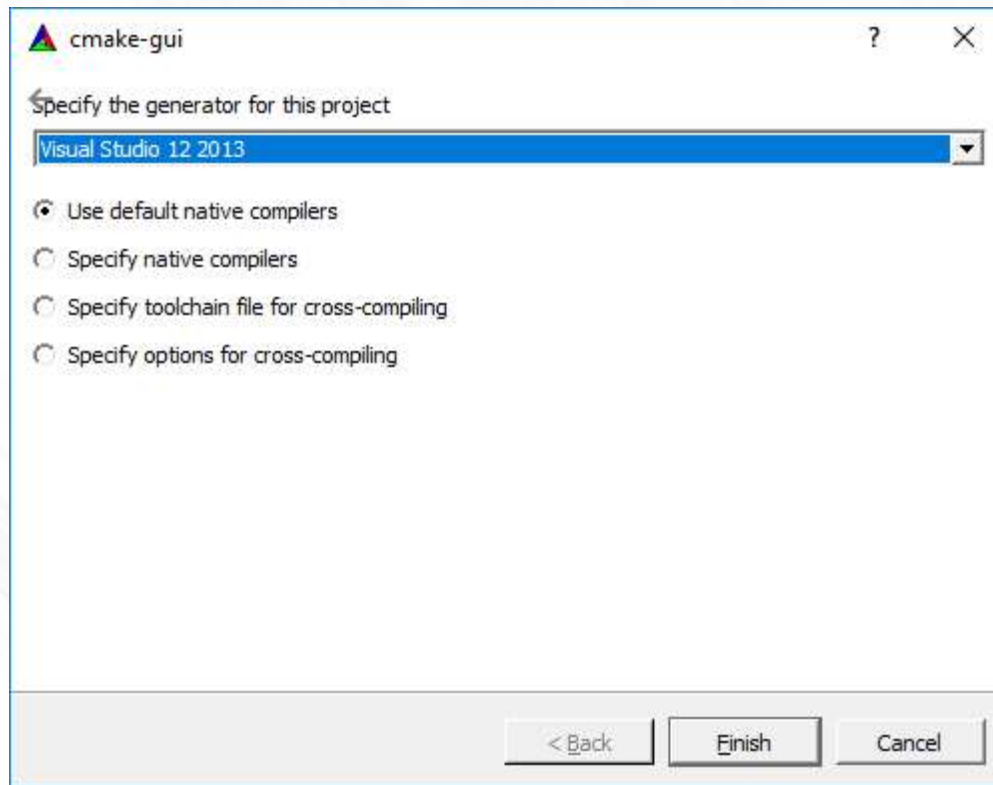 cmake-gui
?
Specify the generator for this project
Visual Studio 12 2013
Use default native compilers
Specify native compilers
Specify toolchain file for cross-compiling
Specify options for cross-compiling
< Back
Finish
Cancel